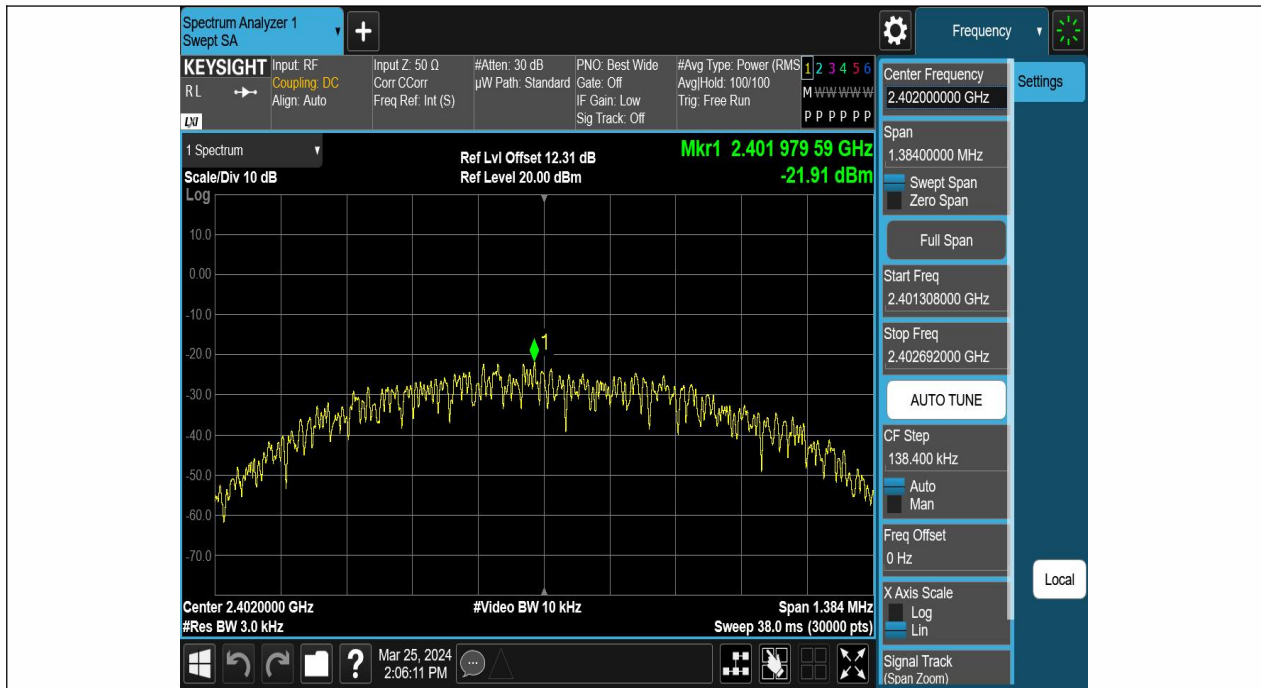 Spectrum Analyzer 1
Swept SA
+
Frequency
KEYSIGHT
R L
LXI
Input: RF
Coupling: DC
Align: Auto
Input Z: 50 Ω
Corr CCorr
Freq Ref: Int (S)
#Atten: 30 dB
µW Path: Standard
PNO: Best Wide
Gate: Off
IF Gain: Low
Sig Track: Off
#Avg Type: Power (RMS
Avg|Hold: 100/100
Trig: Free Run
1 2 3 4 5 6
M W W W W W
P P P P P P
1 Spectrum
Scale/Div 10 dB
Log
Ref Lvl Offset 12.31 dB
Ref Level 20.00 dBm
Mkr1 2.401 979 59 GHz
-21.91 dBm
10.0
0.00
-10.0
-20.0
-30.0
-40.0
-50.0
-60.0
-70.0
1
Center 2.4020000 GHz
#Res BW 3.0 kHz
#Video BW 10 kHz
Span 1.384 MHz
Sweep 38.0 ms (30000 pts)
?
Mar 25, 2024
2:06:11 PM
Center Frequency
2.402000000 GHz
Settings
Span
1.38400000 MHz
Swept Span
Zero Span
Full Span
Start Freq
2.401308000 GHz
Stop Freq
2.402692000 GHz
AUTO TUNE
CF Step
138.400 kHz
Auto
Man
Freq Offset
0 Hz
X Axis Scale
Log
Lin
Local
Signal Track
(Span Zoom)